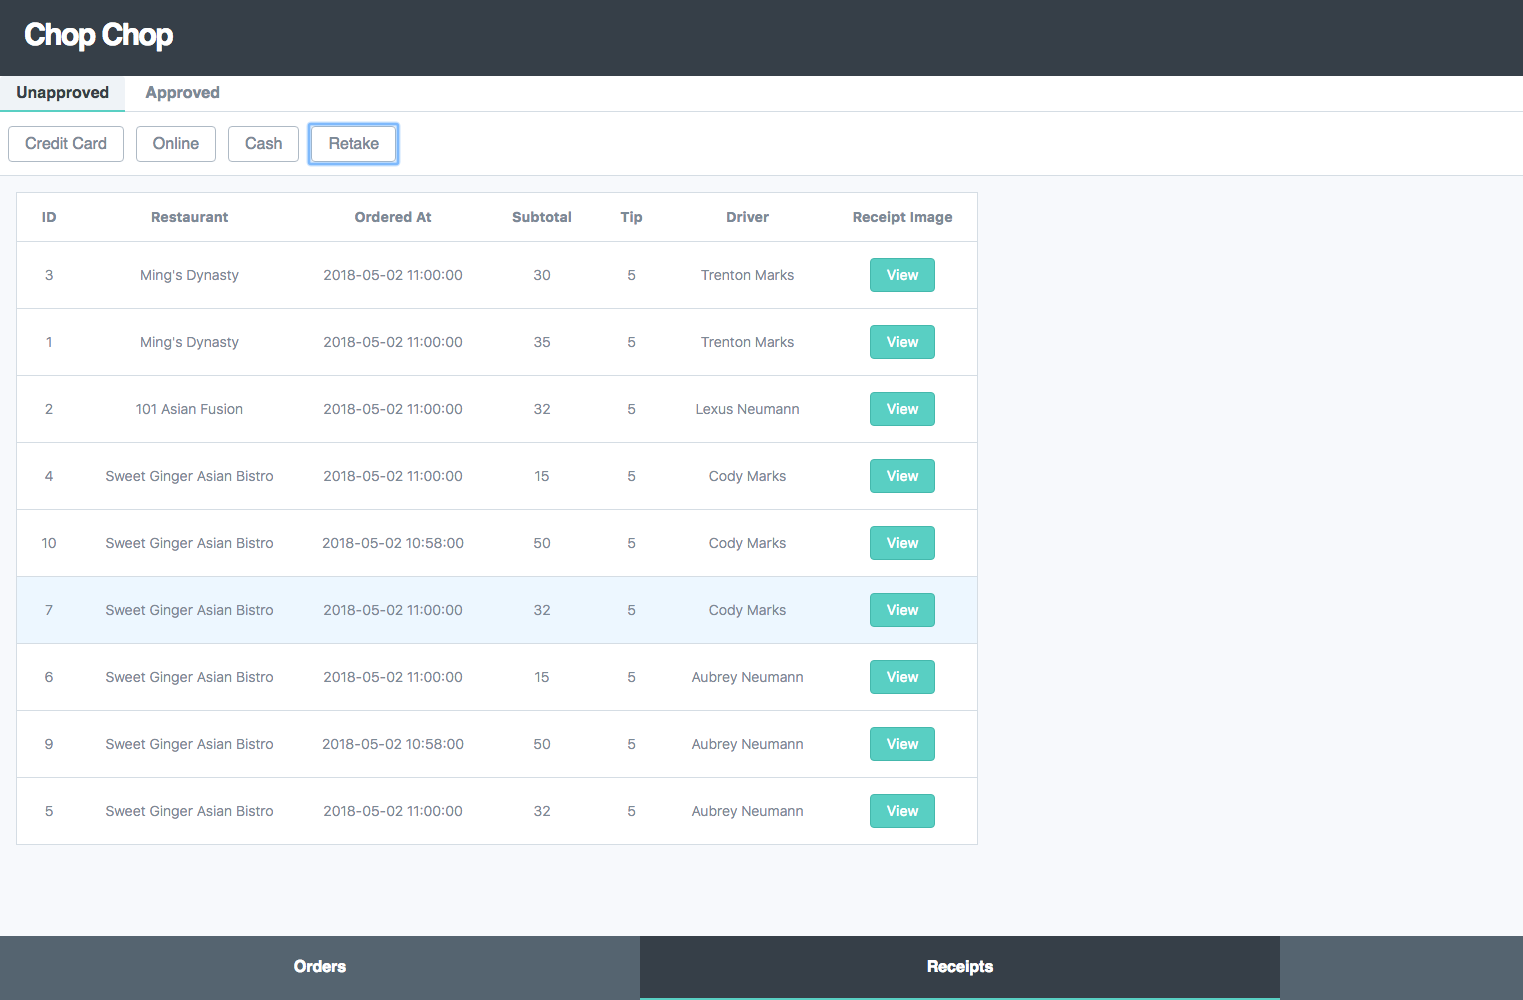 Chop Chop
Unapproved Approved
Credit Card Online Cash Retake
ID Restaurant Ordered At Subtotal Tip Driver Receipt Image
3 Ming's Dynasty 2018-05-02 11:00:00 30 5 Trenton Marks View
1 Ming's Dynasty 2018-05-02 11:00:00 35 5 Trenton Marks View
2 101 Asian Fusion 2018-05-02 11:00:00 32 5 Lexus Neumann View
4 Sweet Ginger Asian Bistro 2018-05-02 11:00:00 15 5 Cody Marks View
10 Sweet Ginger Asian Bistro 2018-05-02 10:58:00 50 5 Cody Marks View
7 Sweet Ginger Asian Bistro 2018-05-02 11:00:00 32 5 Cody Marks View
6 Sweet Ginger Asian Bistro 2018-05-02 11:00:00 15 5 Aubrey Neumann View
9 Sweet Ginger Asian Bistro 2018-05-02 10:58:00 50 5 Aubrey Neumann View
5 Sweet Ginger Asian Bistro 2018-05-02 11:00:00 32 5 Aubrey Neumann View
Orders Receipts